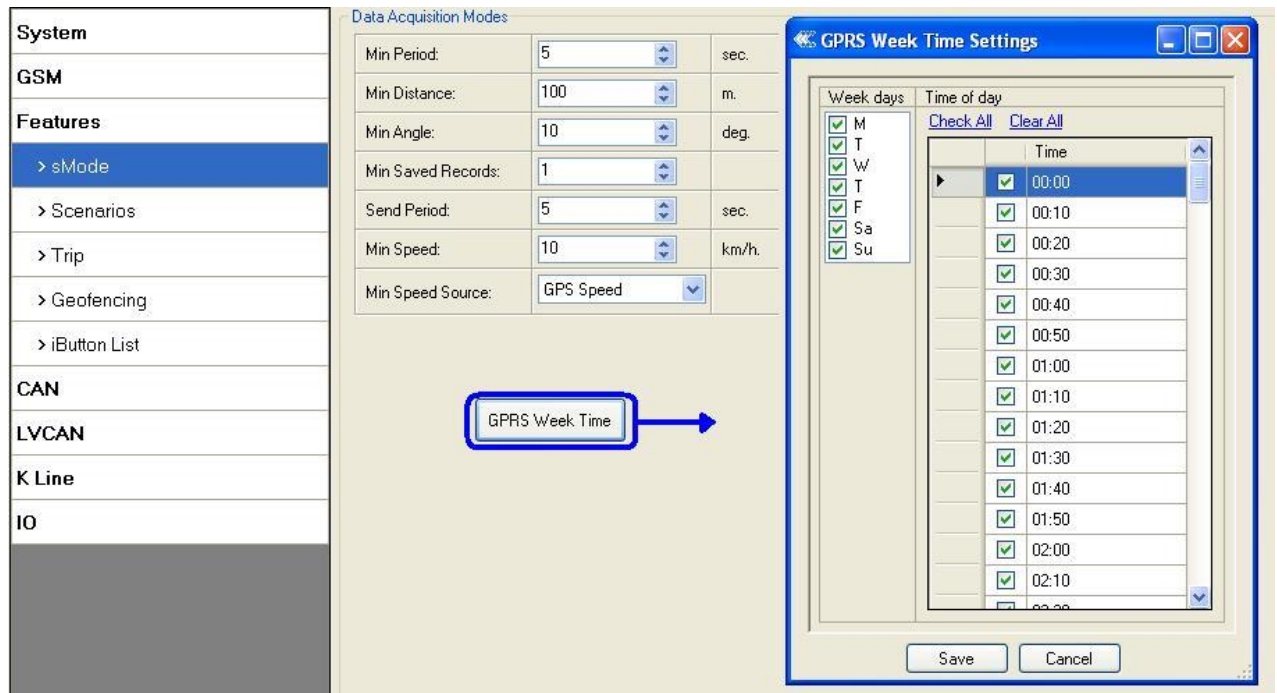 System
GSM
Features
> sMode
> Scenarios
> Trip
> Geofencing
> iButton List
CAN
LVCAN
K Line
IO
Data Acquisition Modes
Min Period: 5 sec.
Min Distance: 100 m.
Min Angle: 10 deg.
Min Saved Records: 1
Send Period: 5 sec.
Min Speed: 10 km/h.
Min Speed Source: GPS Speed
GPRS Week Time
GPRS Week Time Settings
Week days
M
T
W
T
F
Sa
Su
Time of day
Check All Clear All
Time
00:00
00:10
00:20
00:30
00:40
00:50
01:00
01:10
01:20
01:30
01:40
01:50
02:00
02:10
Save Cancel